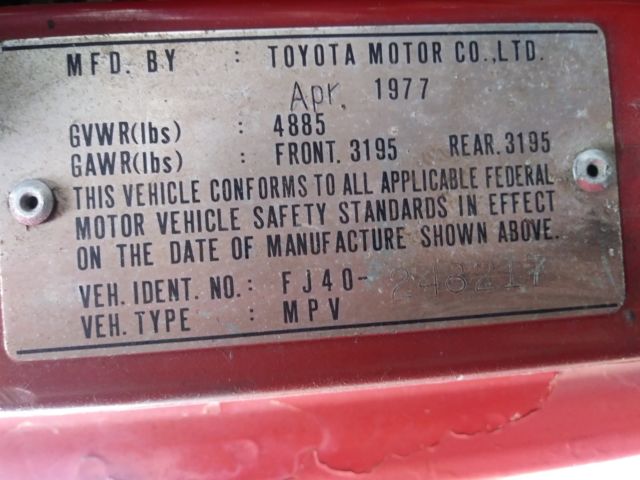 MFD. BY : TOYOTA MOTOR CO.,LTD.
Apr. 1977
GVWR(lbs) : 4885
GAWR(lbs) : FRONT. 3195 REAR. 3195
THIS VEHICLE CONFORMS TO ALL APPLICABLE FEDERAL
MOTOR VEHICLE SAFETY STANDARDS IN EFFECT
ON THE DATE OF MANUFACTURE SHOWN ABOVE.
VEH. IDENT. NO.: FJ40-248217
VEH. TYPE : MPV